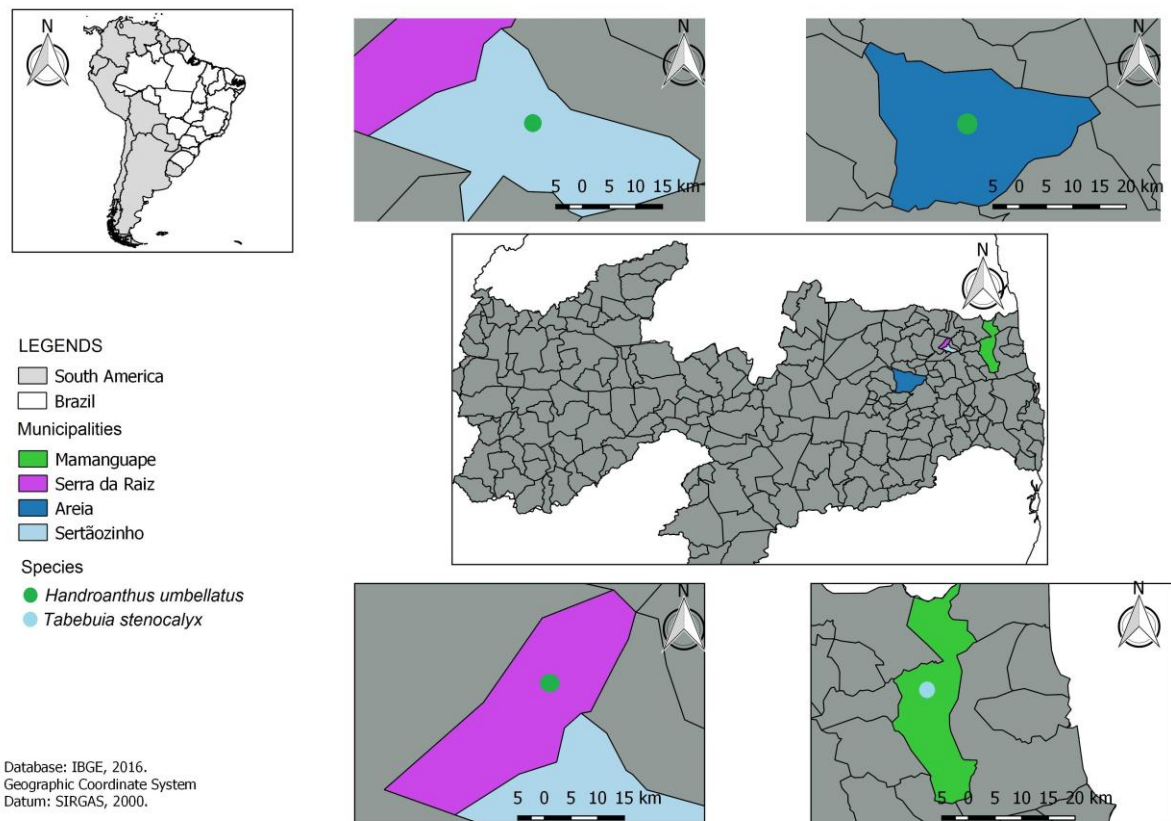 N
N
N
5 0 5 10 15 km
5 0 5 10 15 20 km
N
LEGENDS
South America
Brazil
Municipalities
Mamanguape
Serra da Raiz
Areia
Sertãozinho
Species
Handroanthus umbellatus
Tabebuia stenocalyx
N
N
5 0 5 10 15 km
5 0 5 10 15 20 km
Database: IBGE, 2016.
Geographic Coordinate System
Datum: SIRGAS, 2000.